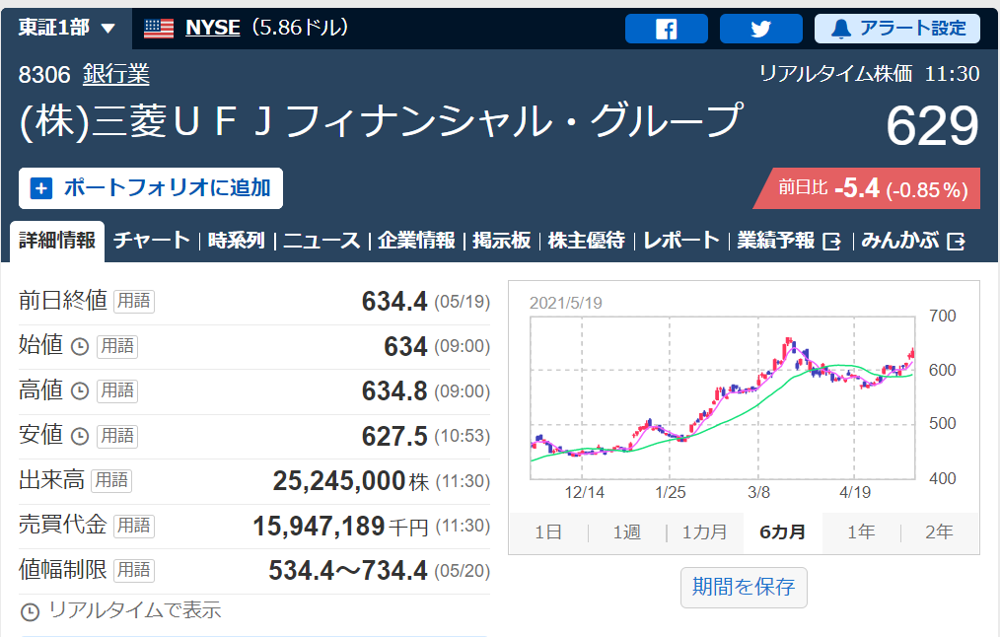 東証1部 ▼ NYSE (5.86ドル) アラート設定
8306 銀行業 リアルタイム株価 11:30
(株)三菱ＵＦＪフィナンシャル・グループ 629
ポートフォリオに追加 前日比 -5.4 (-0.85%)
詳細情報 チャート 時系列 ニュース 企業情報 掲示板 株主優待 レポート 業績予報 みんかぶ
前日終値 用語 634.4 (05/19)
始値 用語 634 (09:00)
高値 用語 634.8 (09:00)
安値 用語 627.5 (10:53)
出来高 用語 25,245,000株 (11:30)
売買代金 用語 15,947,189千円 (11:30)
値幅制限 用語 534.4～734.4 (05/20)
リアルタイムで表示
2021/5/19
700
600
500
400
12/14 1/25 3/8 4/19
1日 1週 1カ月 6カ月 1年 2年
期間を保存